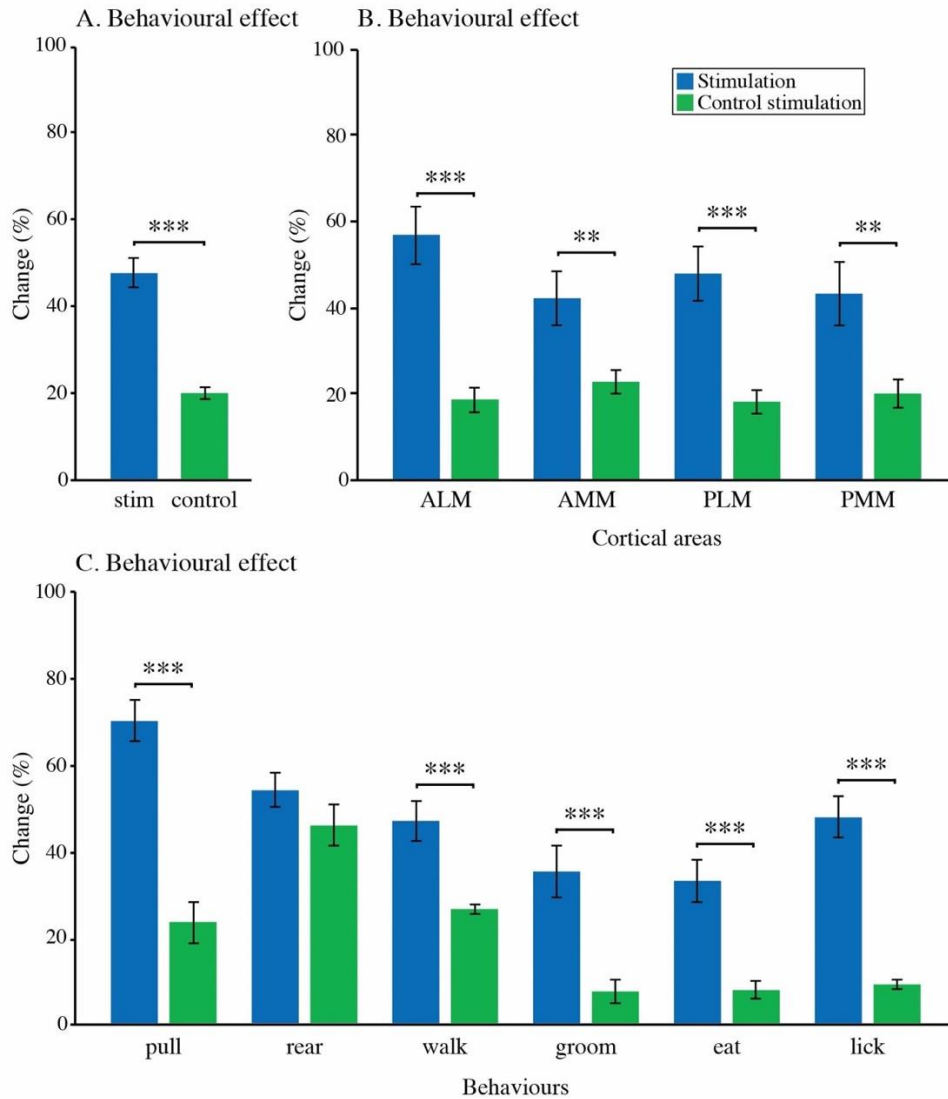 A. Behavioural effect
100
80
60
40
20
0
Change (%)
***
stim control
B. Behavioural effect
100
80
60
40
20
0
Change (%)
Stimulation
Control stimulation
***
**
***
**
ALM AMM PLM PMM
Cortical areas
C. Behavioural effect
100
80
60
40
20
0
Change (%)
***
***
***
***
***
pull rear walk groom eat lick
Behaviours